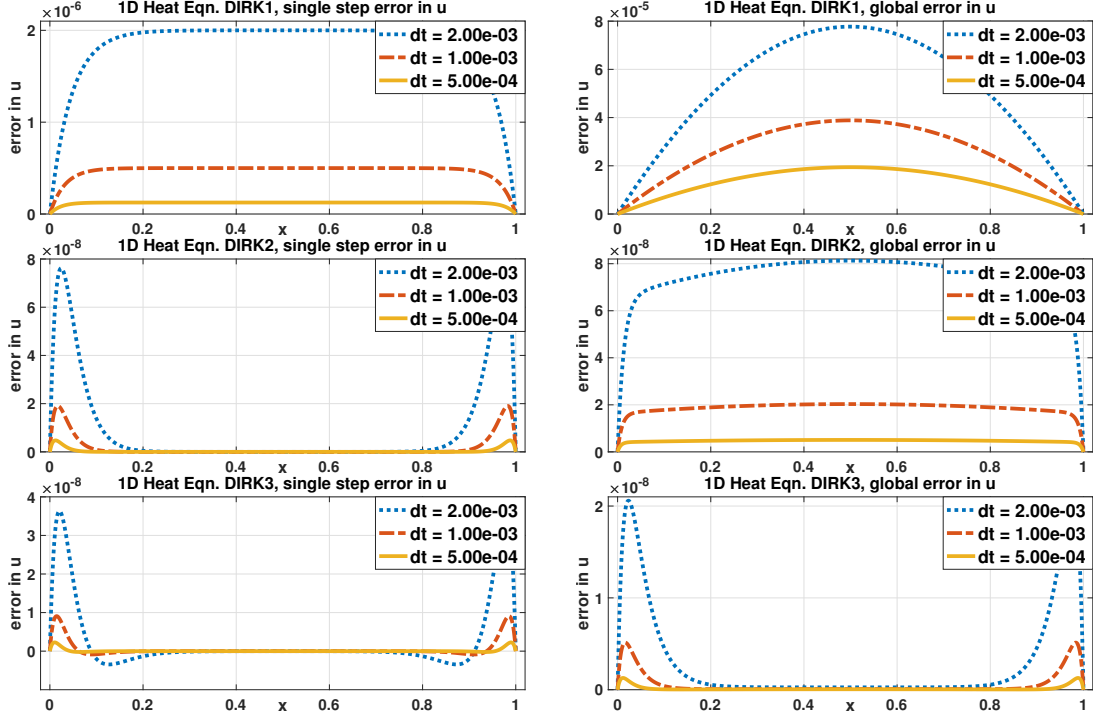 1D Heat Eqn. DIRK1, single step error in u
×10⁻⁶
error in u
2
1
0
0 0.2 0.4 0.6 0.8 1
x
dt = 2.00e-03
dt = 1.00e-03
dt = 5.00e-04
1D Heat Eqn. DIRK1, global error in u
×10⁻⁵
error in u
8
6
4
2
0
0 0.2 0.4 0.6 0.8 1
x
dt = 2.00e-03
dt = 1.00e-03
dt = 5.00e-04
1D Heat Eqn. DIRK2, single step error in u
×10⁻⁸
error in u
8
6
4
2
0
0 0.2 0.4 0.6 0.8 1
x
dt = 2.00e-03
dt = 1.00e-03
dt = 5.00e-04
1D Heat Eqn. DIRK2, global error in u
×10⁻⁸
error in u
8
6
4
2
0
0 0.2 0.4 0.6 0.8 1
x
dt = 2.00e-03
dt = 1.00e-03
dt = 5.00e-04
1D Heat Eqn. DIRK3, single step error in u
×10⁻⁸
error in u
4
3
2
1
0
0 0.2 0.4 0.6 0.8 1
x
dt = 2.00e-03
dt = 1.00e-03
dt = 5.00e-04
1D Heat Eqn. DIRK3, global error in u
×10⁻⁸
error in u
2
1
0
0 0.2 0.4 0.6 0.8 1
x
dt = 2.00e-03
dt = 1.00e-03
dt = 5.00e-04